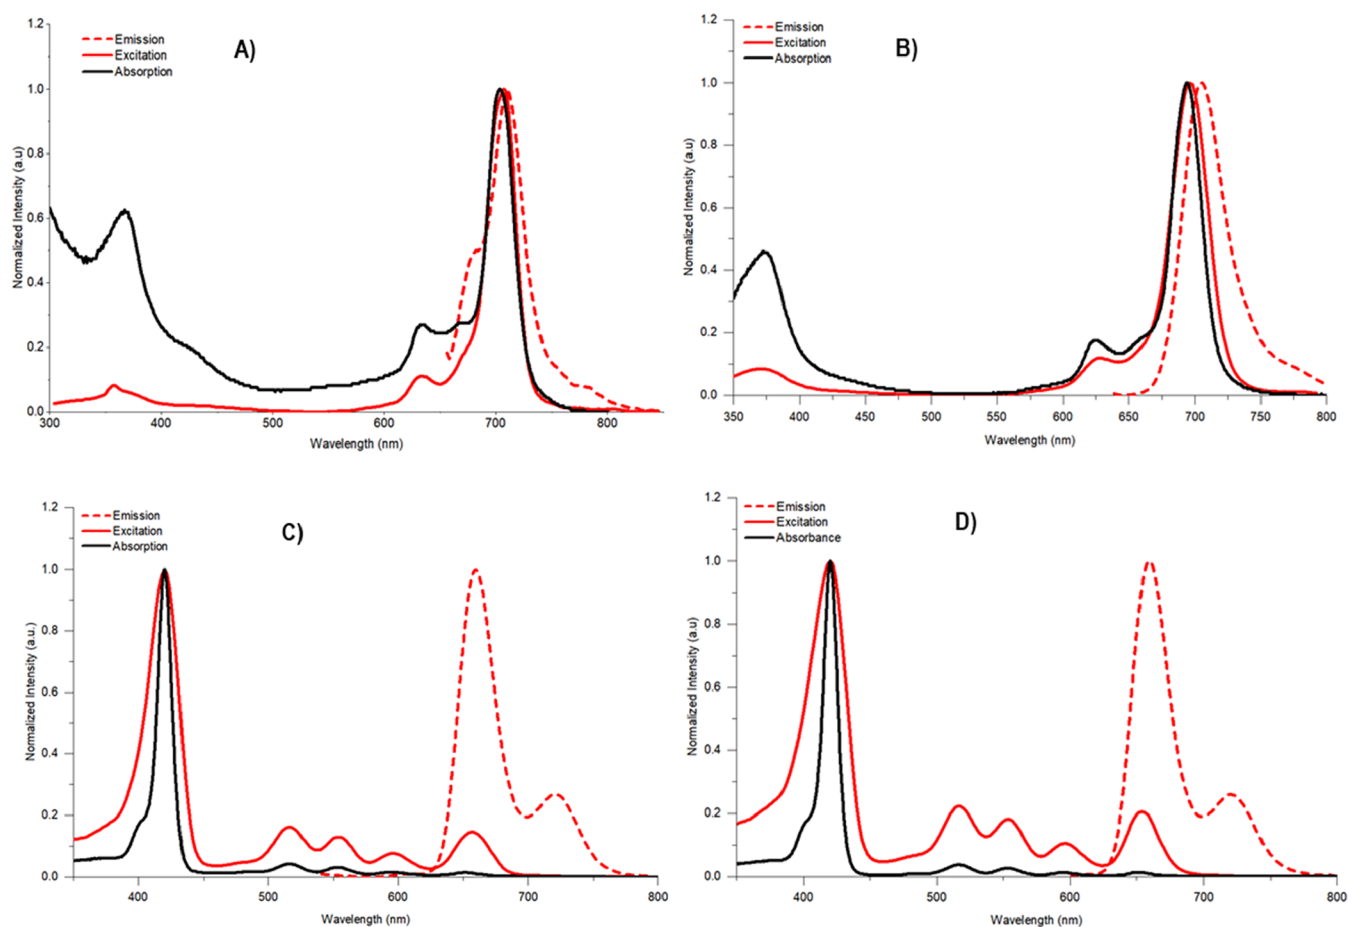 Emission
Excitation
Absorption
A)
Normalized Intensity (a.u)
1.2
1.0
0.8
0.6
0.4
0.2
0.0
300
400
500
600
700
800
Wavelength (nm)
Emission
Excitation
Absorption
B)
Normalized Intensity (a.u)
1.2
1.0
0.8
0.6
0.4
0.2
0.0
350
400
450
500
550
600
650
700
750
800
Wavelength (nm)
Emission
Excitation
Absorption
C)
Normalized Intensity (a.u.)
1.2
1.0
0.8
0.6
0.4
0.2
0.0
400
500
600
700
800
Wavelength (nm)
Emission
Excitation
Absorbance
D)
Normalized Intensity (a.u)
1.2
1.0
0.8
0.6
0.4
0.2
0.0
400
500
600
700
800
Wavelength (nm)